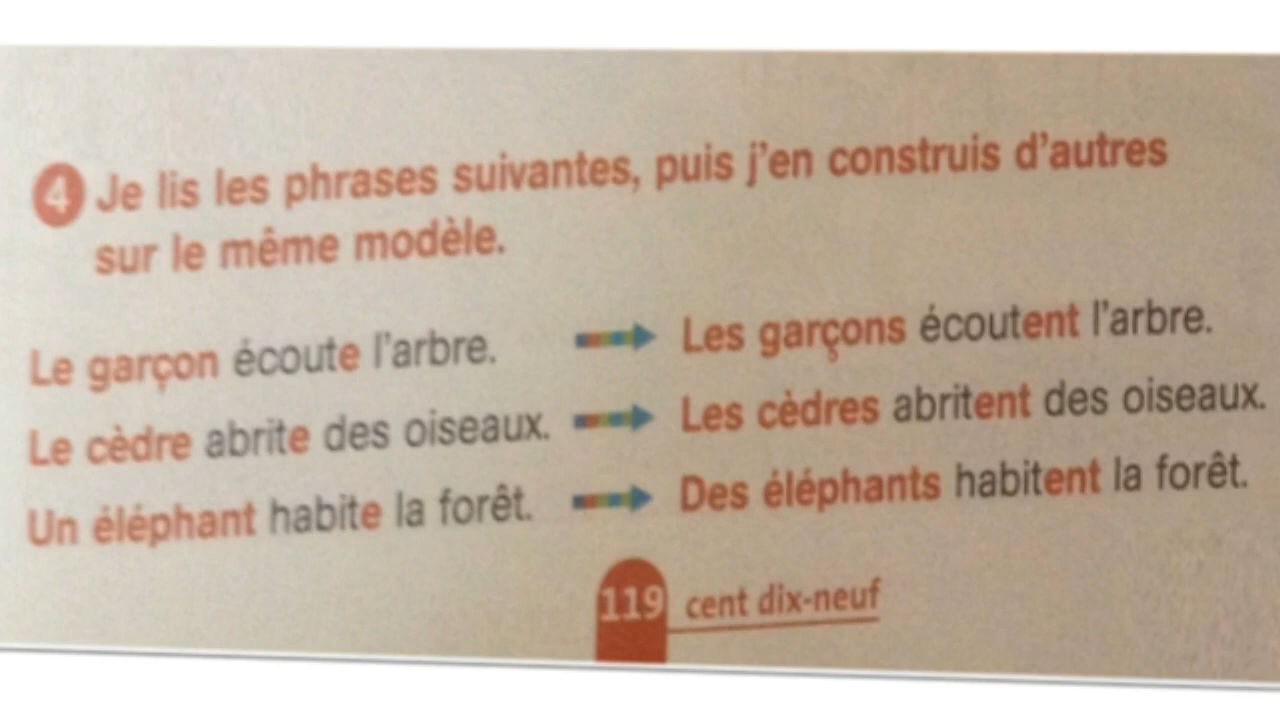 4 Je lis les phrases suivantes, puis j'en construis d'autres
sur le même modèle.
Le garçon écoute l'arbre. Les garçons écoutent l'arbre.
Le cèdre abrite des oiseaux. Les cèdres abritent des oiseaux.
Un éléphant habite la forêt. Des éléphants habitent la forêt.
119 cent dix-neuf